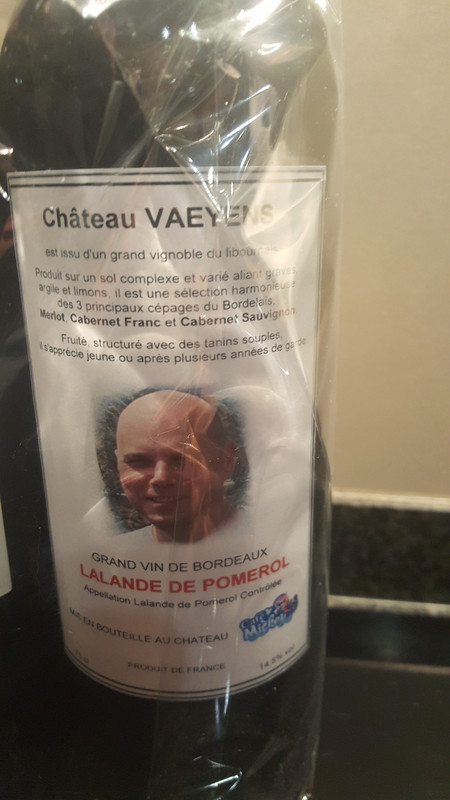 Château VAEYENS
est issu d'un grand vignoble du
Produit sur un sol complexe et varié aliant graves,
argile et limons, il est une sélection harmonieuse
des 3 principaux cépages du Bordelais,
Merlot, Cabernet Franc et Cabernet Sauvignon
Fruité, structuré avec des tanins souples,
il s'apprécie jeune ou après plusieurs années de garde
GRAND VIN DE BORDEAUX
LALANDE DE POMEROL
Appellation Lalande de Pomerol Contrôlée
MIS EN BOUTEILLE AU CHATEAU
PRODUIT DE FRANCE
14,5% vol